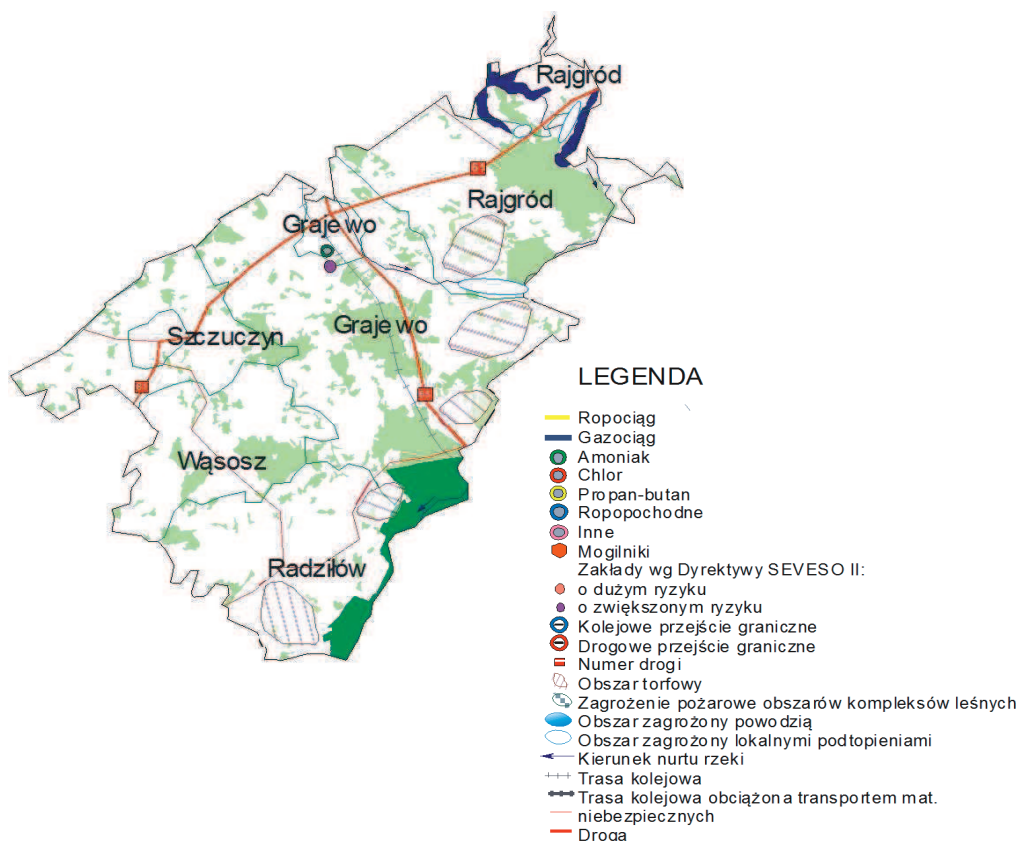 Rajgród
Rajgród
Grajewo
Grajewo
Szczuczyn
Wąsosz
Radziłów
LEGENDA
Ropociąg
Gazociąg
Amoniak
Chlor
Propan-butan
Ropopochodne
Inne
Mogilniki
Zakłady wg Dyrektywy SEVESO II:
o dużym ryzyku
o zwiększonym ryzyku
Kolejowe przejście graniczne
Drogowe przejście graniczne
Numer drogi
Obszar torfowy
Zagrożenie pożarowe obszarów kompleksów leśnych
Obszar zagrożony powodzią
Obszar zagrożony lokalnymi podtopieniami
Kierunek nurtu rzeki
Trasa kolejowa
Trasa kolejowa obciążona transportem mat.
niebezpiecznych
Droga